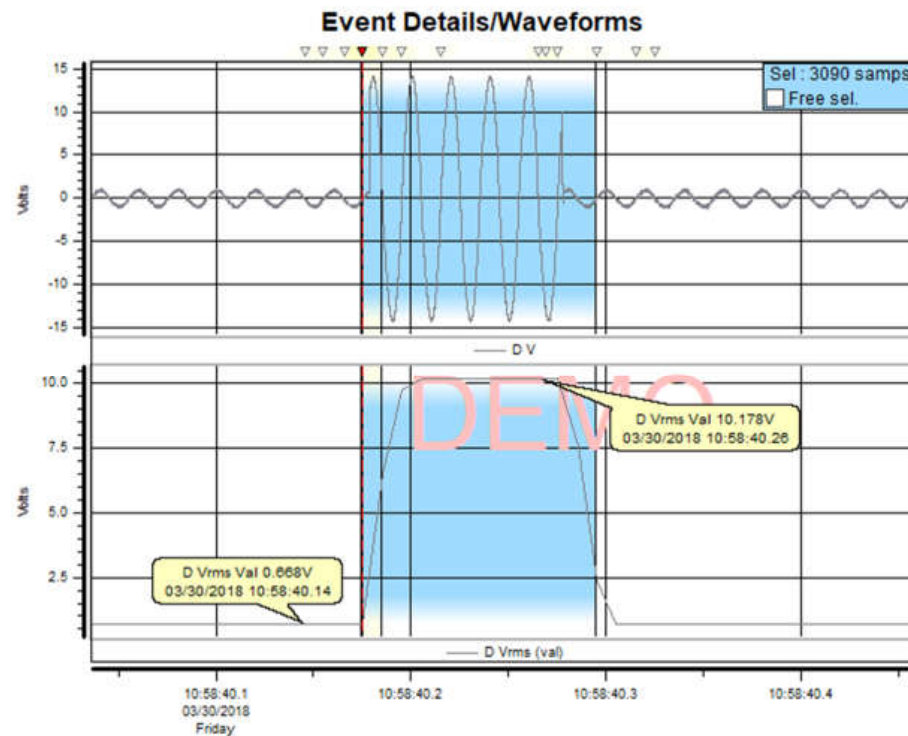 Event Details/Waveforms
Sel : 3090 samps
Free sel.
15
10
5
0
-5
-10
-15
Volts
D V
10.0
7.5
5.0
2.5
Volts
DEMO
D Vrms Val 10.178V
03/30/2018 10:58:40.26
D Vrms Val 0.668V
03/30/2018 10:58:40.14
D Vrms (val)
10:58:40.1
10:58:40.2
10:58:40.3
10:58:40.4
03/30/2018
Friday